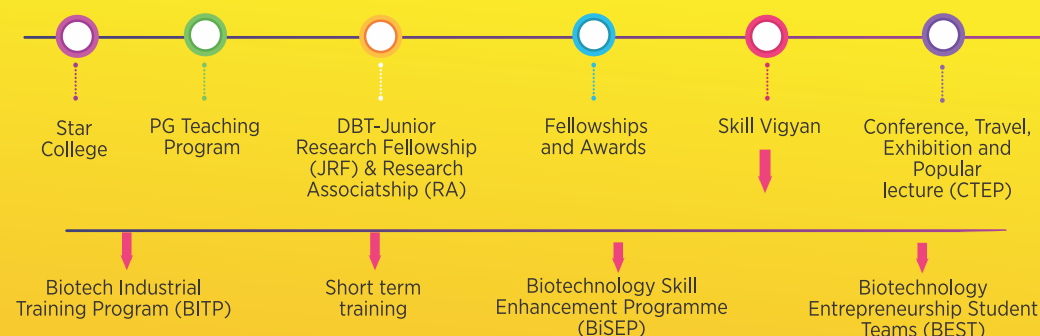 Star
College
PG Teaching
Program
DBT-Junior
Research Fellowship
(JRF) & Research
Associatship (RA)
Fellowships
and Awards
Skill Vigyan
Conference, Travel,
Exhibition and
Popular
lecture (CTEP)
Biotech Industrial
Training Program (BITP)
Short term
training
Biotechnology Skill
Enhancement Programme
(BiSEP)
Biotechnology
Entrepreneurship Student
Teams (BEST)